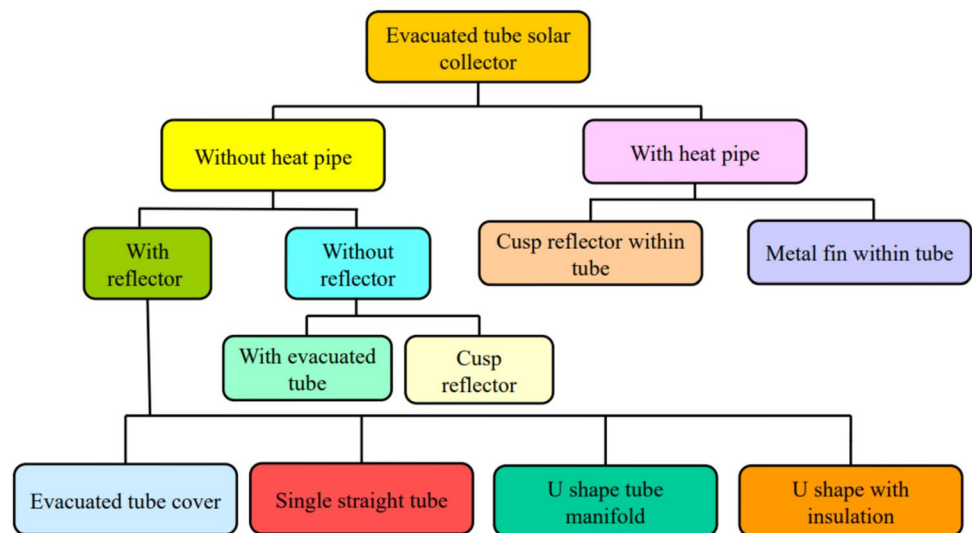 Evacuated tube solar
collector
Without heat pipe
With heat pipe
With
reflector
Without
reflector
Cusp reflector within
tube
Metal fin within tube
With evacuated
tube
Cusp
reflector
Evacuated tube cover
Single straight tube
U shape tube
manifold
U shape with
insulation